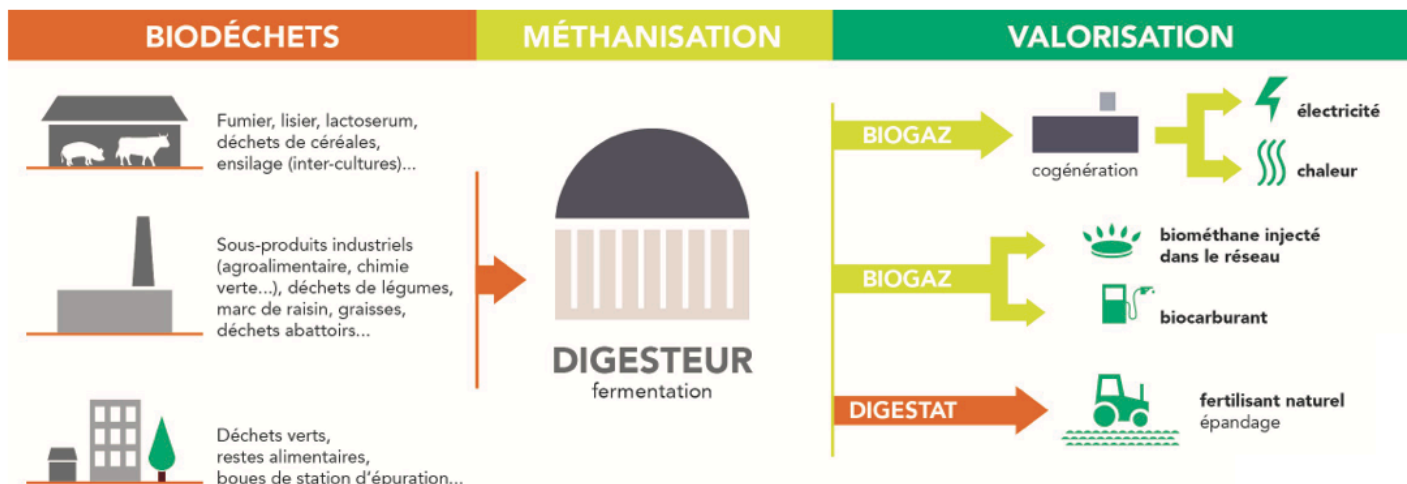 BIODÉCHETS
MÉTHANISATION
VALORISATION
Fumier, lisier, lactoserum,
déchets de céréales,
ensilage (inter-cultures)...
Sous-produits industriels
(agroalimentaire, chimie
verte...), déchets de légumes,
marc de raisin, graisses,
déchets abattoirs...
Déchets verts,
restes alimentaires,
boues de station d'épuration...
DIGESTEUR
fermentation
BIOGAZ
cogénération
électricité
chaleur
BIOGAZ
biométhane injecté
dans le réseau
biocarburant
DIGESTAT
fertilisant naturel
épandage